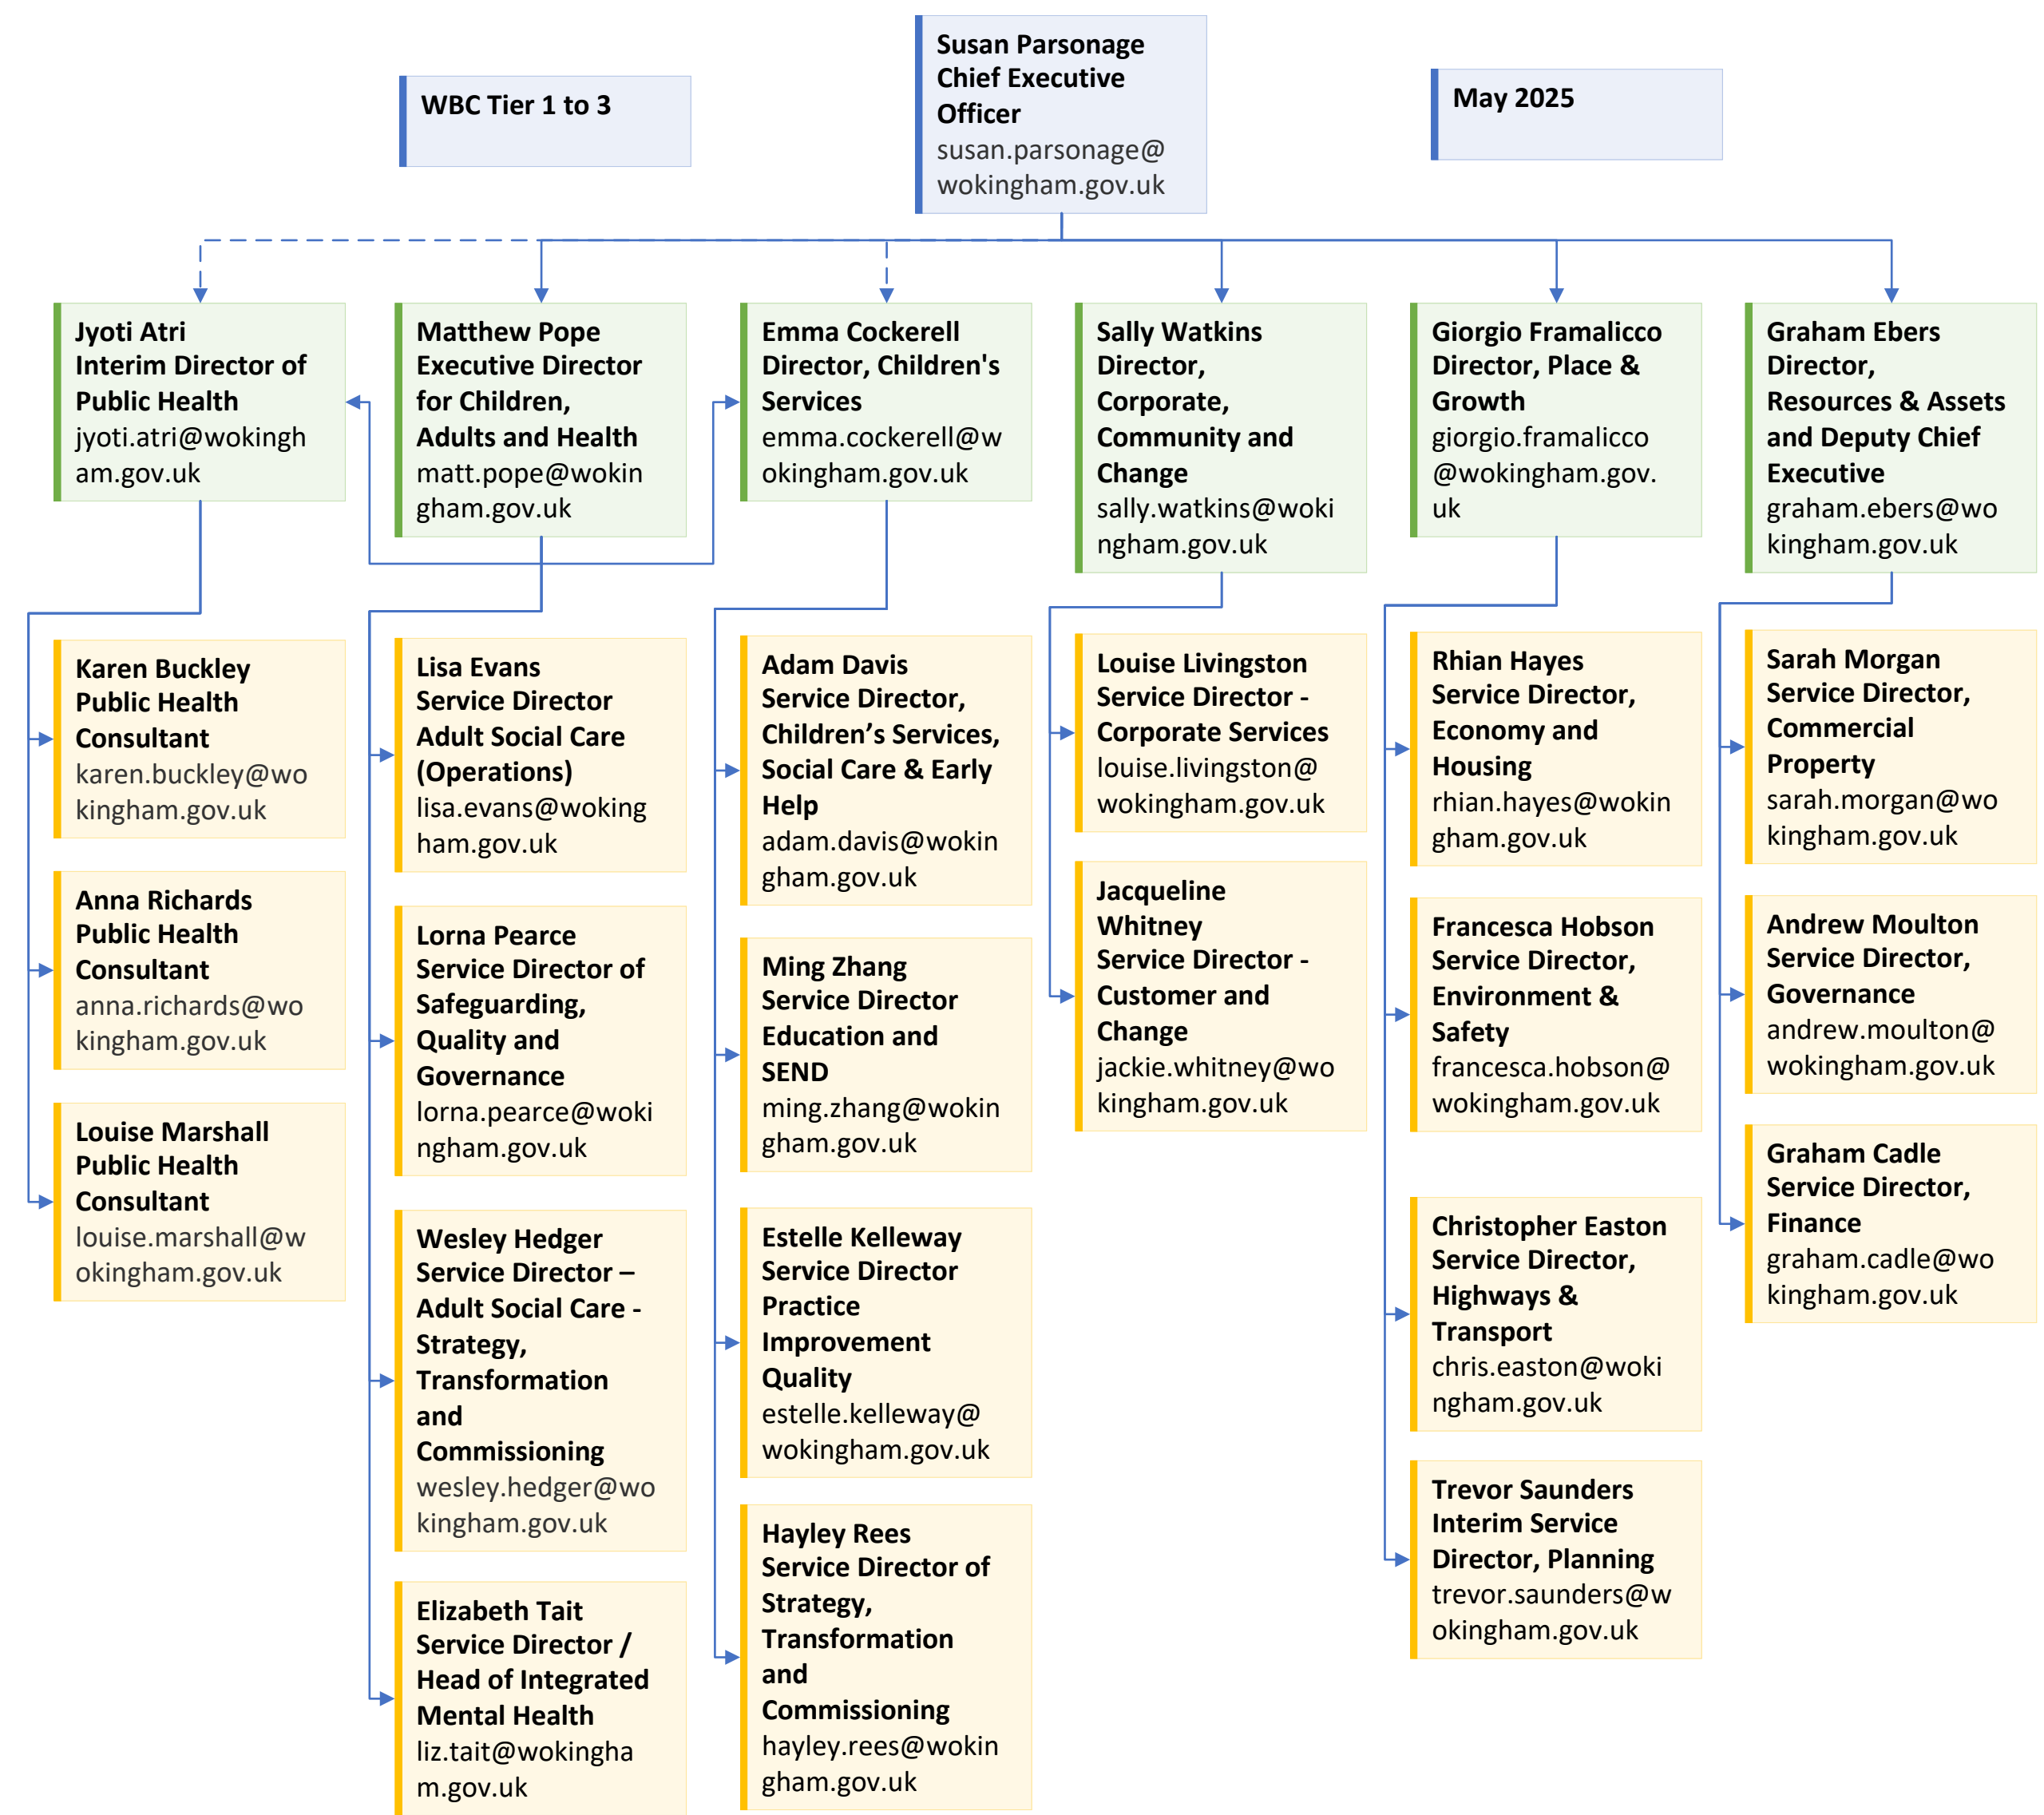 WBC Tier 1 to 3
Susan Parsonage
Chief Executive
Officer
susan.parsonage@
wokingham.gov.uk
May 2025
Jyoti Atri
Interim Director of
Public Health
jyoti.atri@wokingh
am.gov.uk
Matthew Pope
Executive Director
for Children,
Adults and Health
matt.pope@wokin
gham.gov.uk
Emma Cockerell
Director, Children's
Services
emma.cockerell@w
okingham.gov.uk
Sally Watkins
Director,
Corporate,
Community and
Change
sally.watkins@woki
ngham.gov.uk
Giorgio Framalicco
Director, Place &
Growth
giorgio.framalicco
@wokingham.gov.
uk
Graham Ebers
Director,
Resources & Assets
and Deputy Chief
Executive
graham.ebers@wo
kingham.gov.uk
Karen Buckley
Public Health
Consultant
karen.buckley@wo
kingham.gov.uk
Anna Richards
Public Health
Consultant
anna.richards@wo
kingham.gov.uk
Louise Marshall
Public Health
Consultant
louise.marshall@w
okingham.gov.uk
Lisa Evans
Service Director
Adult Social Care
(Operations)
lisa.evans@woking
ham.gov.uk
Lorna Pearce
Service Director of
Safeguarding,
Quality and
Governance
lorna.pearce@woki
ngham.gov.uk
Wesley Hedger
Service Director –
Adult Social Care -
Strategy,
Transformation
and
Commissioning
wesley.hedger@wo
kingham.gov.uk
Elizabeth Tait
Service Director /
Head of Integrated
Mental Health
liz.tait@wokingha
m.gov.uk
Adam Davis
Service Director,
Children’s Services,
Social Care & Early
Help
adam.davis@wokin
gham.gov.uk
Ming Zhang
Service Director
Education and
SEND
ming.zhang@wokin
gham.gov.uk
Estelle Kelleway
Service Director
Practice
Improvement
Quality
estelle.kelleway@
wokingham.gov.uk
Hayley Rees
Service Director of
Strategy,
Transformation
and
Commissioning
hayley.rees@wokin
gham.gov.uk
Louise Livingston
Service Director -
Corporate Services
louise.livingston@
wokingham.gov.uk
Jacqueline
Whitney
Service Director -
Customer and
Change
jackie.whitney@wo
kingham.gov.uk
Rhian Hayes
Service Director,
Economy and
Housing
rhian.hayes@wokin
gham.gov.uk
Francesca Hobson
Service Director,
Environment &
Safety
francesca.hobson@
wokingham.gov.uk
Christopher Easton
Service Director,
Highways &
Transport
chris.easton@woki
ngham.gov.uk
Trevor Saunders
Interim Service
Director, Planning
trevor.saunders@w
okingham.gov.uk
Sarah Morgan
Service Director,
Commercial
Property
sarah.morgan@wo
kingham.gov.uk
Andrew Moulton
Service Director,
Governance
andrew.moulton@
wokingham.gov.uk
Graham Cadle
Service Director,
Finance
graham.cadle@wo
kingham.gov.uk